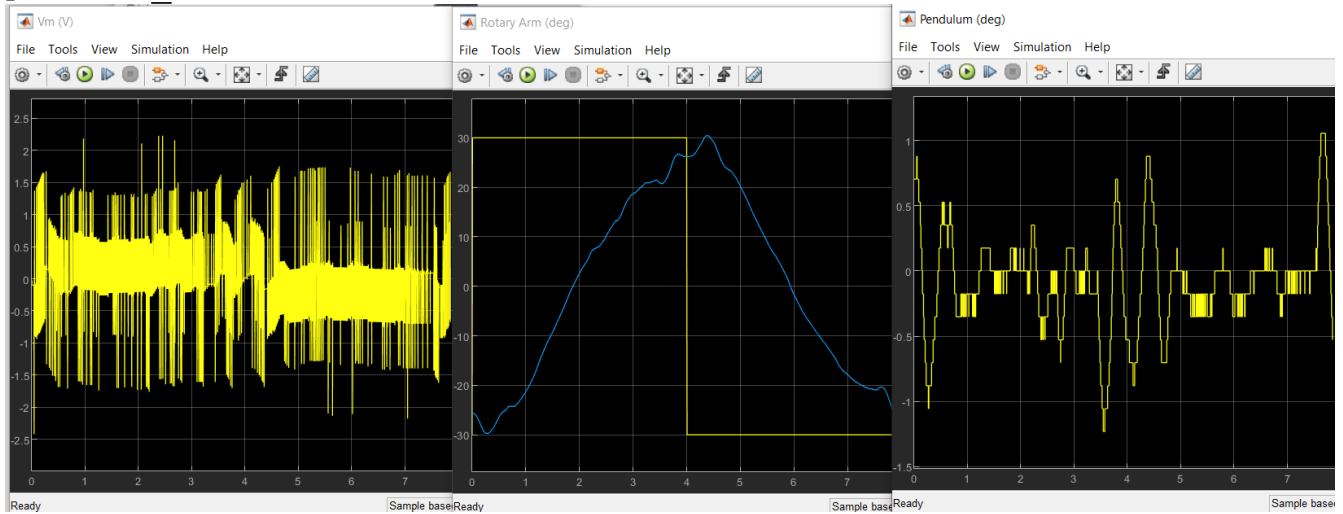 Vm (V)
File Tools View Simulation Help
2.5
2
1.5
1
0.5
0
-0.5
-1
-1.5
-2
-2.5
0 1 2 3 4 5 6 7
Ready
Sample base
Rotary Arm (deg)
File Tools View Simulation Help
30
20
10
0
-10
-20
-30
0 1 2 3 4 5 6 7
Ready
Sample base
Pendulum (deg)
File Tools View Simulation Help
1
0.5
0
-0.5
-1
-1.5
0 1 2 3 4 5 6 7
Ready
Sample base